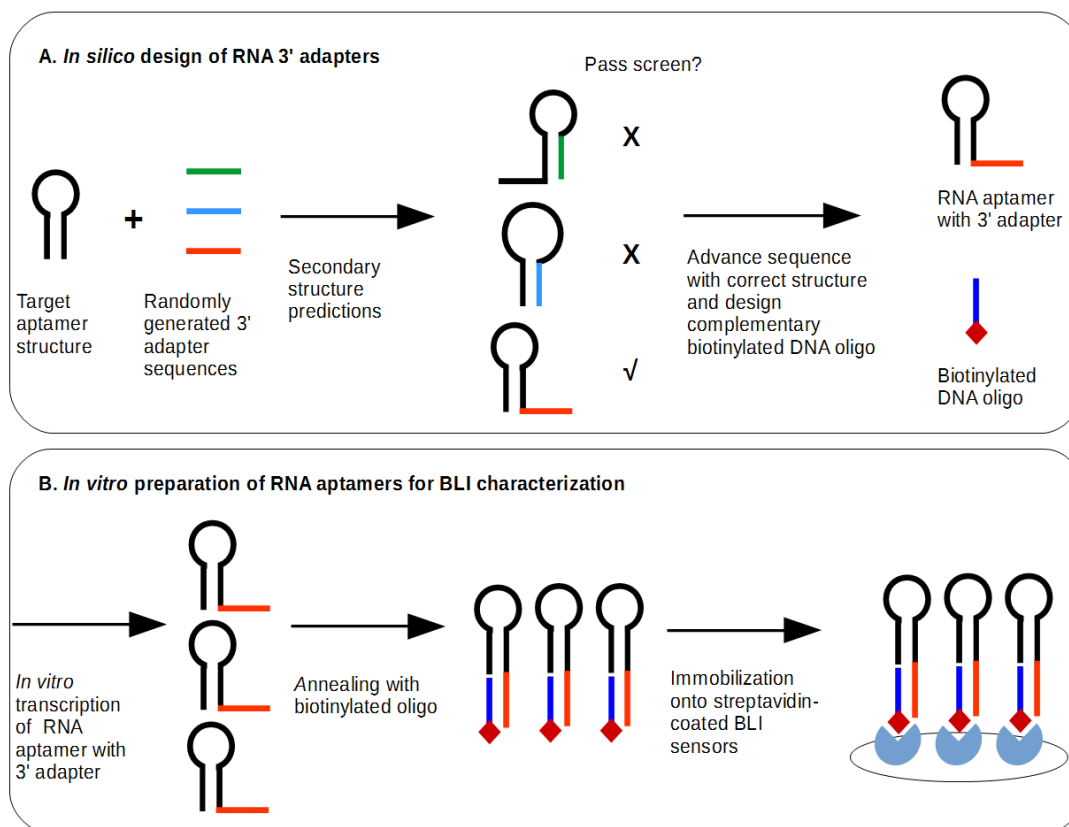 A. In silico design of RNA 3' adapters
Pass screen?
X
X
√
+
Target
aptamer
structure
Randomly
generated 3'
adapter
sequences
Secondary
structure
predictions
Advance sequence
with correct structure
and design
complementary
biotinylated DNA oligo
RNA aptamer
with 3' adapter
Biotinylated
DNA oligo
B. In vitro preparation of RNA aptamers for BLI characterization
In vitro
transcription
of RNA
aptamer with
3' adapter
Annealing with
biotinylated oligo
Immobilization
onto streptavidin-
coated BLI
sensors